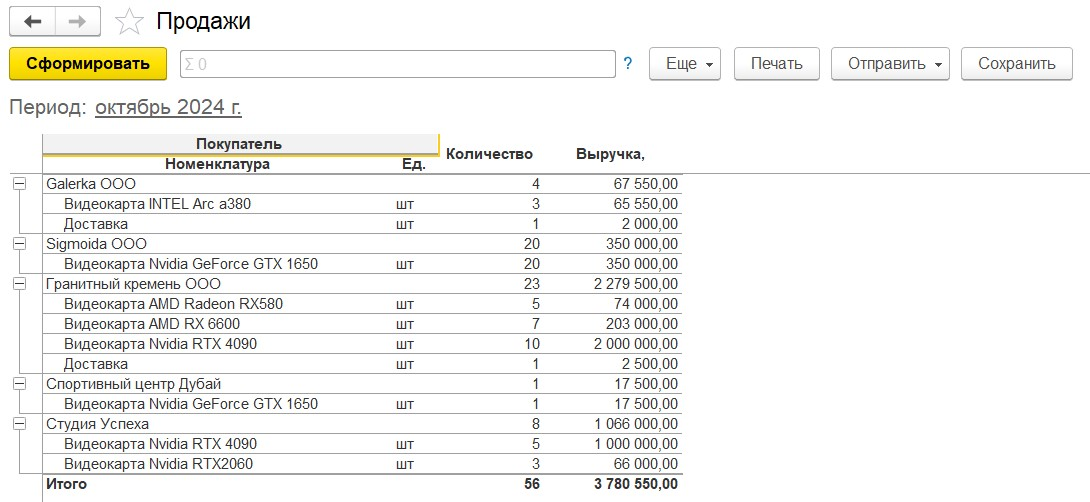 Продажи
Сформировать Σ 0 ? Еще Печать Отправить Сохранить
Период: октябрь 2024 г.
Покупатель
Номенклатура Ед. Количество Выручка,
Galerka ООО 4 67 550,00
Видеокарта INTEL Arc a380 шт 3 65 550,00
Доставка шт 1 2 000,00
Sigmoida ООО 20 350 000,00
Видеокарта Nvidia GeForce GTX 1650 шт 20 350 000,00
Гранитный кремень ООО 23 2 279 500,00
Видеокарта AMD Radeon RX580 шт 5 74 000,00
Видеокарта AMD RX 6600 шт 7 203 000,00
Видеокарта Nvidia RTX 4090 шт 10 2 000 000,00
Доставка шт 1 2 500,00
Спортивный центр Дубай 1 17 500,00
Видеокарта Nvidia GeForce GTX 1650 шт 1 17 500,00
Студия Успеха 8 1 066 000,00
Видеокарта Nvidia RTX 4090 шт 5 1 000 000,00
Видеокарта Nvidia RTX2060 шт 3 66 000,00
Итого 56 3 780 550,00